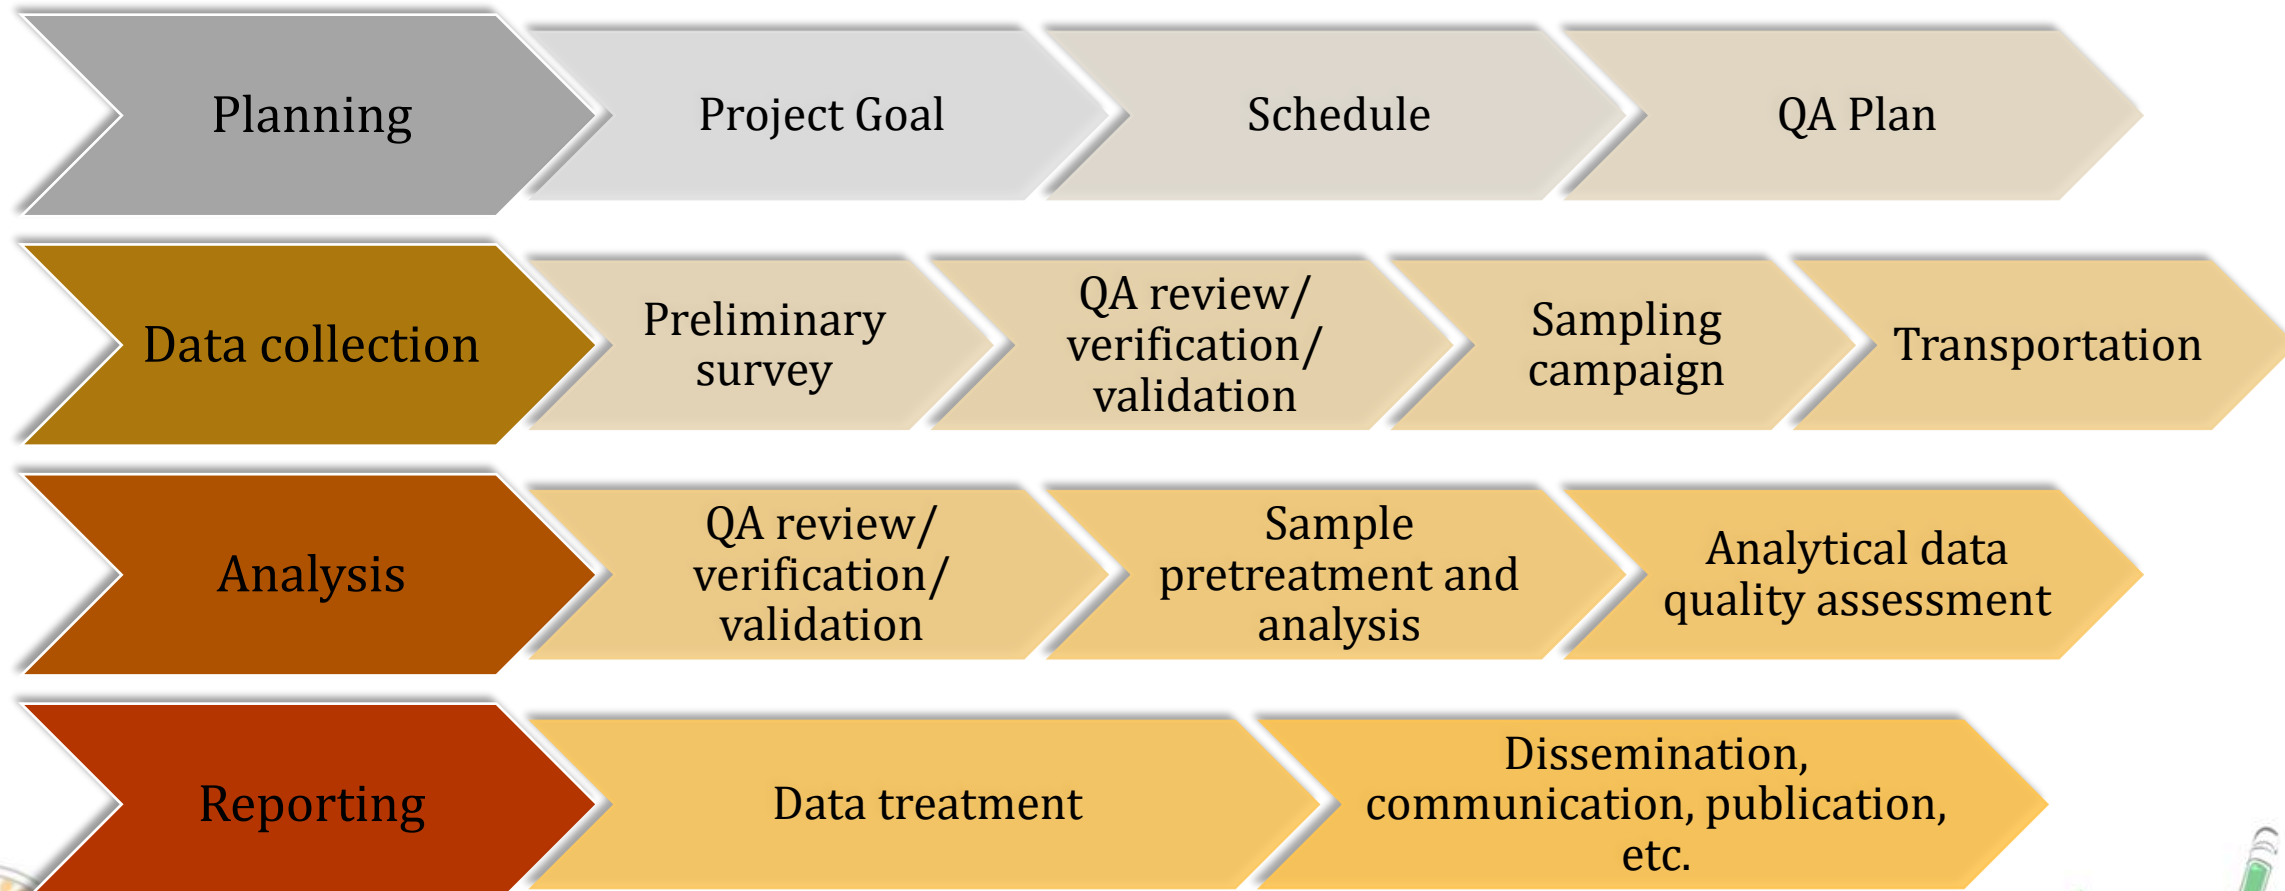 Planning
Project Goal
Schedule
QA Plan
Data collection
Preliminary
survey
QA review/
verification/
validation
Sampling
campaign
Transportation
Analysis
QA review/
verification/
validation
Sample
pretreatment and
analysis
Analytical data
quality assessment
Reporting
Data treatment
Dissemination,
communication, publication,
etc.